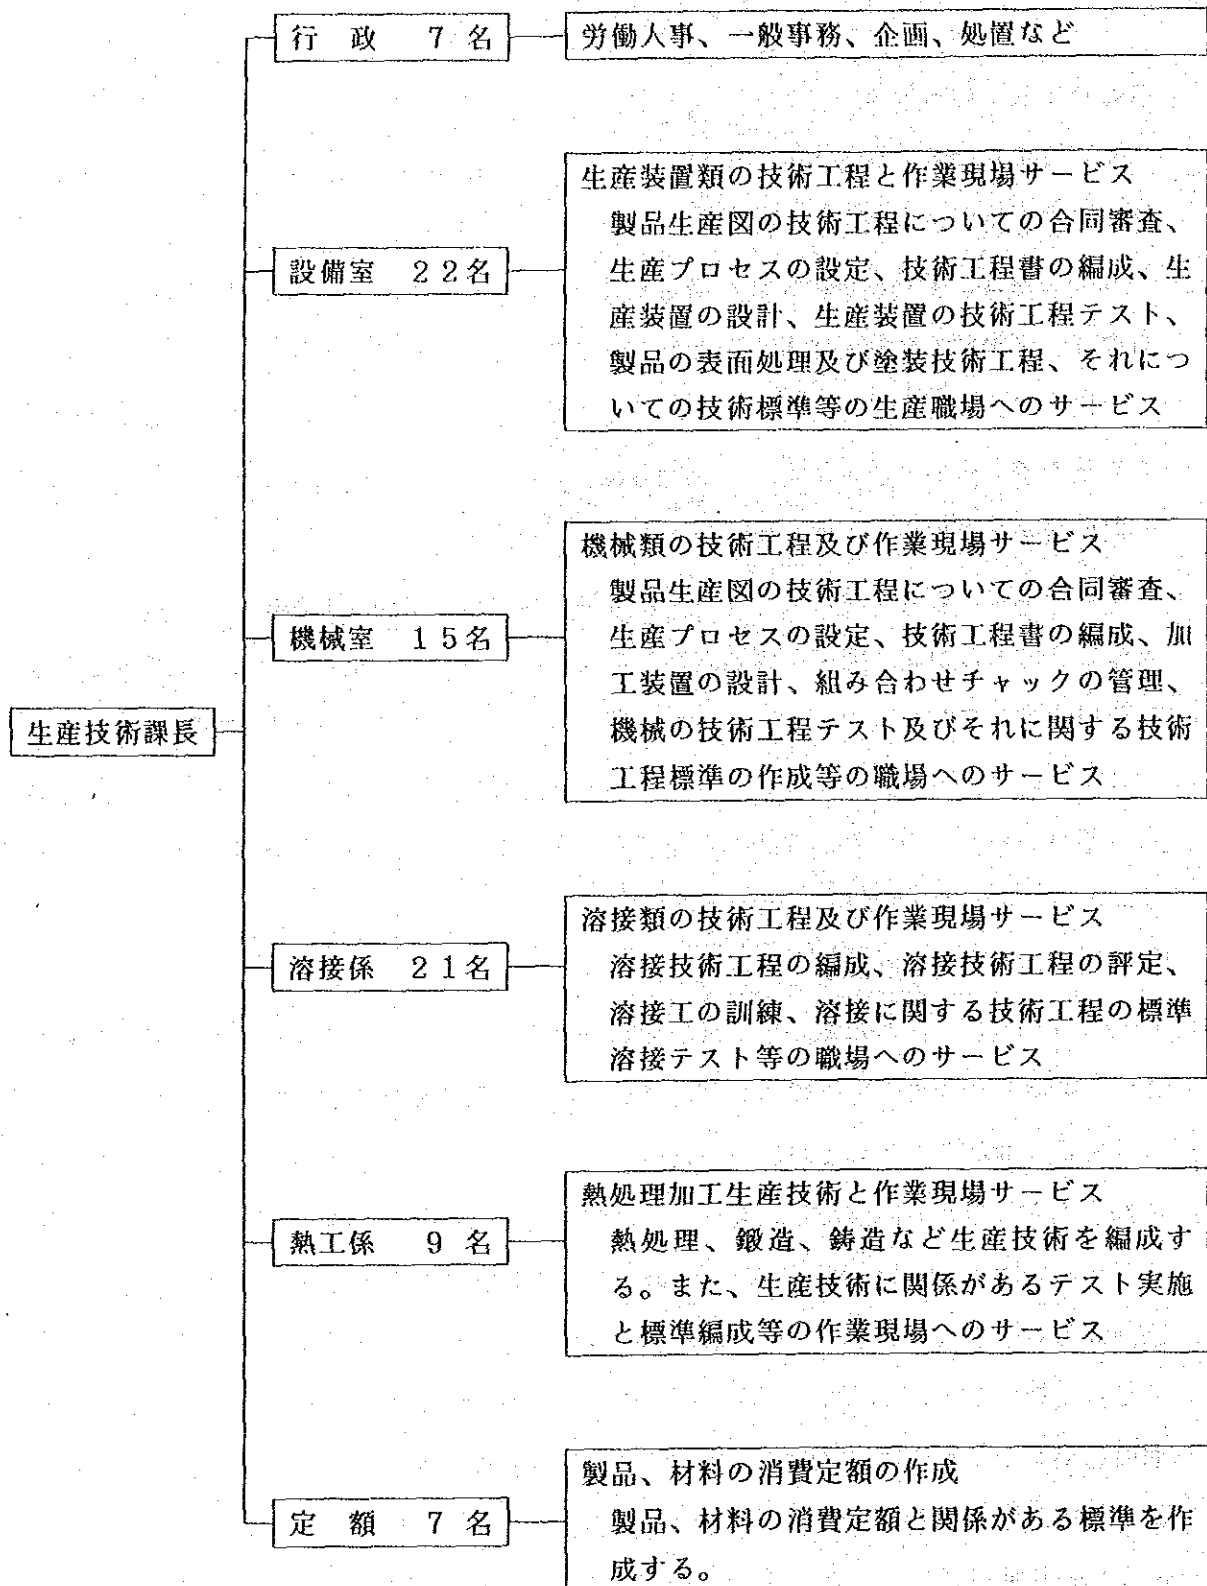 行　政　7 名
労働人事、一般事務、企画、処置など
生産装置類の技術工程と作業現場サービス
製品生産図の技術工程についての合同審査、
設備室　22名
生産プロセスの設定、技術工程書の編成、生
産装置の設計、生産装置の技術工程テスト、
製品の表面処理及び塗装技術工程、それにつ
いての技術標準等の生産職場へのサービス
機械類の技術工程及び作業現場サービス
製品生産図の技術工程についての合同審査、
機械室　15名
生産プロセスの設定、技術工程書の編成、加
工装置の設計、組み合わせチャックの管理、
生産技術課長
機械の技術工程テスト及びそれに関する技術
工程標準の作成等の職場へのサービス
溶接類の技術工程及び作業現場サービス
溶接係　21名
溶接技術工程の編成、溶接技術工程の評定、
溶接工の訓練、溶接に関する技術工程の標準
溶接テスト等の職場へのサービス
熱処理加工生産技術と作業現場サービス
熱工係　9 名
熱処理、鍛造、鋳造など生産技術を編成す
る。また、生産技術に関係があるテスト実施
と標準編成等の作業現場へのサービス
製品、材料の消費定額の作成
定　額　7 名
製品、材料の消費定額と関係がある標準を作
成する。